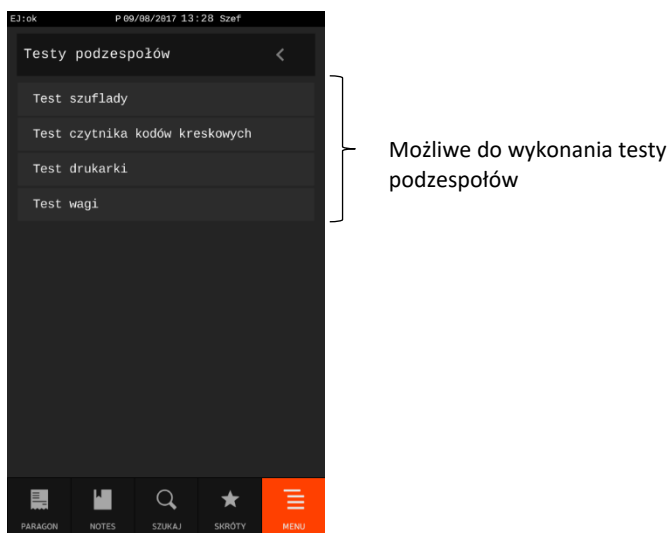 EJ:ok P 09/08/2017 13:28 Szef
Testy podzespołów
Test szuflady
Test czytnika kodów kreskowych
Test drukarki
Test wagi
Możliwe do wykonania testy
podzespołów
PARAGON NOTES SZUKAJ SKRÓTY MENU